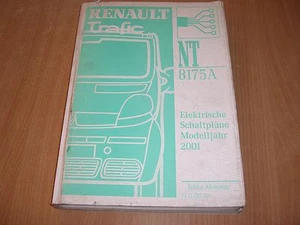 RENAULT
Trafic
NT
8175A
Elektrische
Schaltpläne
Modelljahr
2001